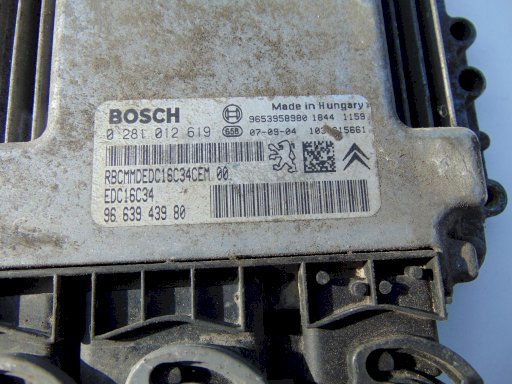 BOSCH
Made in Hungary
9653958980 1844 1159
0 281 012 619
GSB 07-09-04
RBCMMDEDC16C34CEM 00
EDC16C34
96 639 439 80